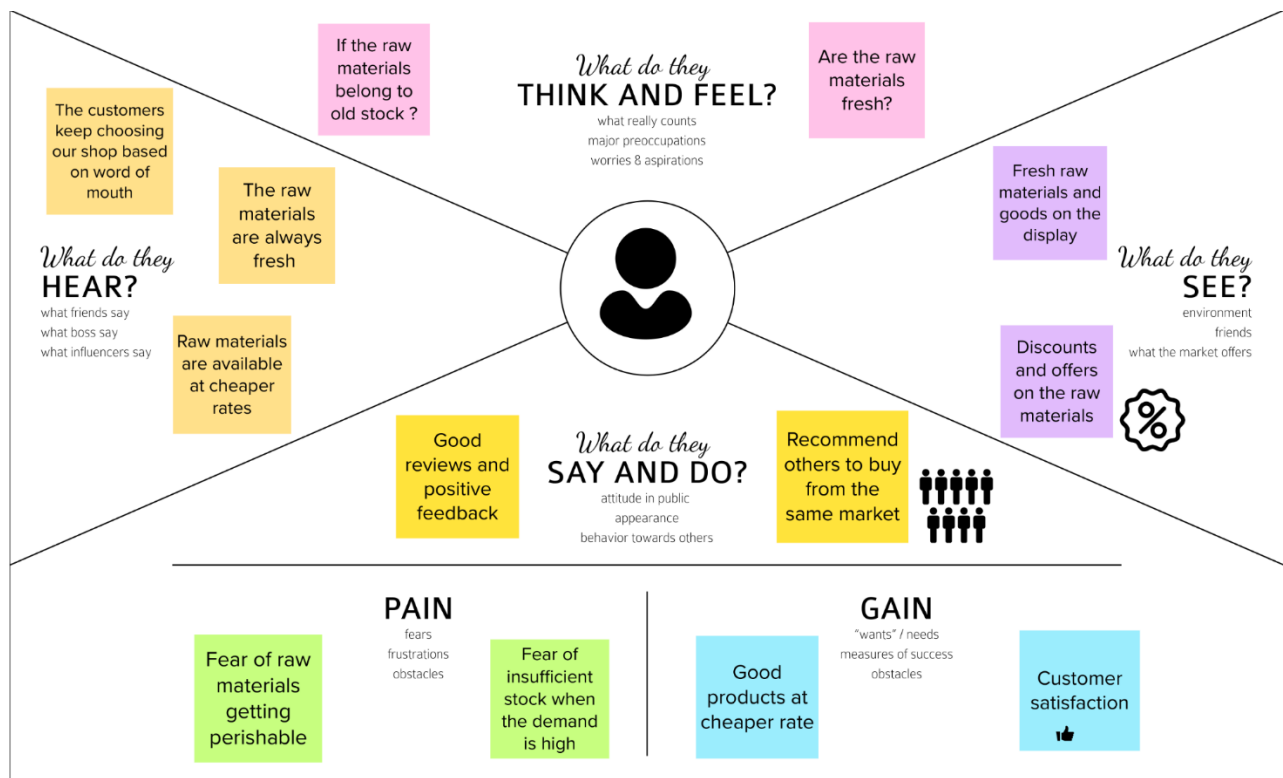 If the raw
materials
belong to
old stock ?
What do they
THINK AND FEEL?
what really counts
major preoccupations
worries & aspirations
Are the raw
materials
fresh?
The customers
keep choosing
our shop based
on word of
mouth
The raw
materials
are always
fresh
What do they
HEAR?
what friends say
what boss say
what influencers say
Raw materials
are available
at cheaper
rates
Fresh raw
materials and
goods on the
display
What do they
SEE?
environment
friends
what the market offers
Discounts
and offers
on the raw
materials
%
Good
reviews and
positive
feedback
What do they
SAY AND DO?
attitude in public
appearance
behavior towards others
Recommend
others to buy
from the
same market
PAIN
fears
frustrations
obstacles
Fear of raw
materials
getting
perishable
Fear of
insufficient
stock when
the demand
is high
GAIN
"wants" / needs
measures of success
obstacles
Good
products at
cheaper rate
Customer
satisfaction